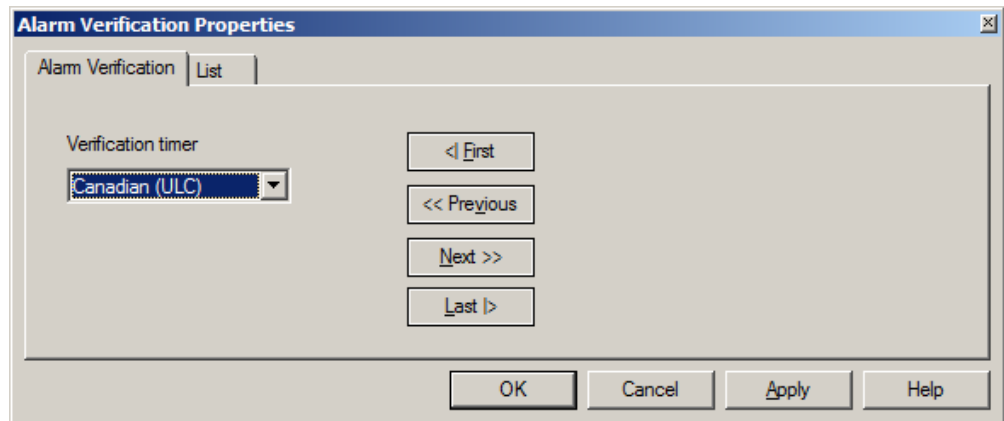 Alarm Verification Properties
Alarm Verification
List
Verification timer
Canadian (ULC)
<| First
<< Previous
Next >>
Last |>
OK
Cancel
Apply
Help